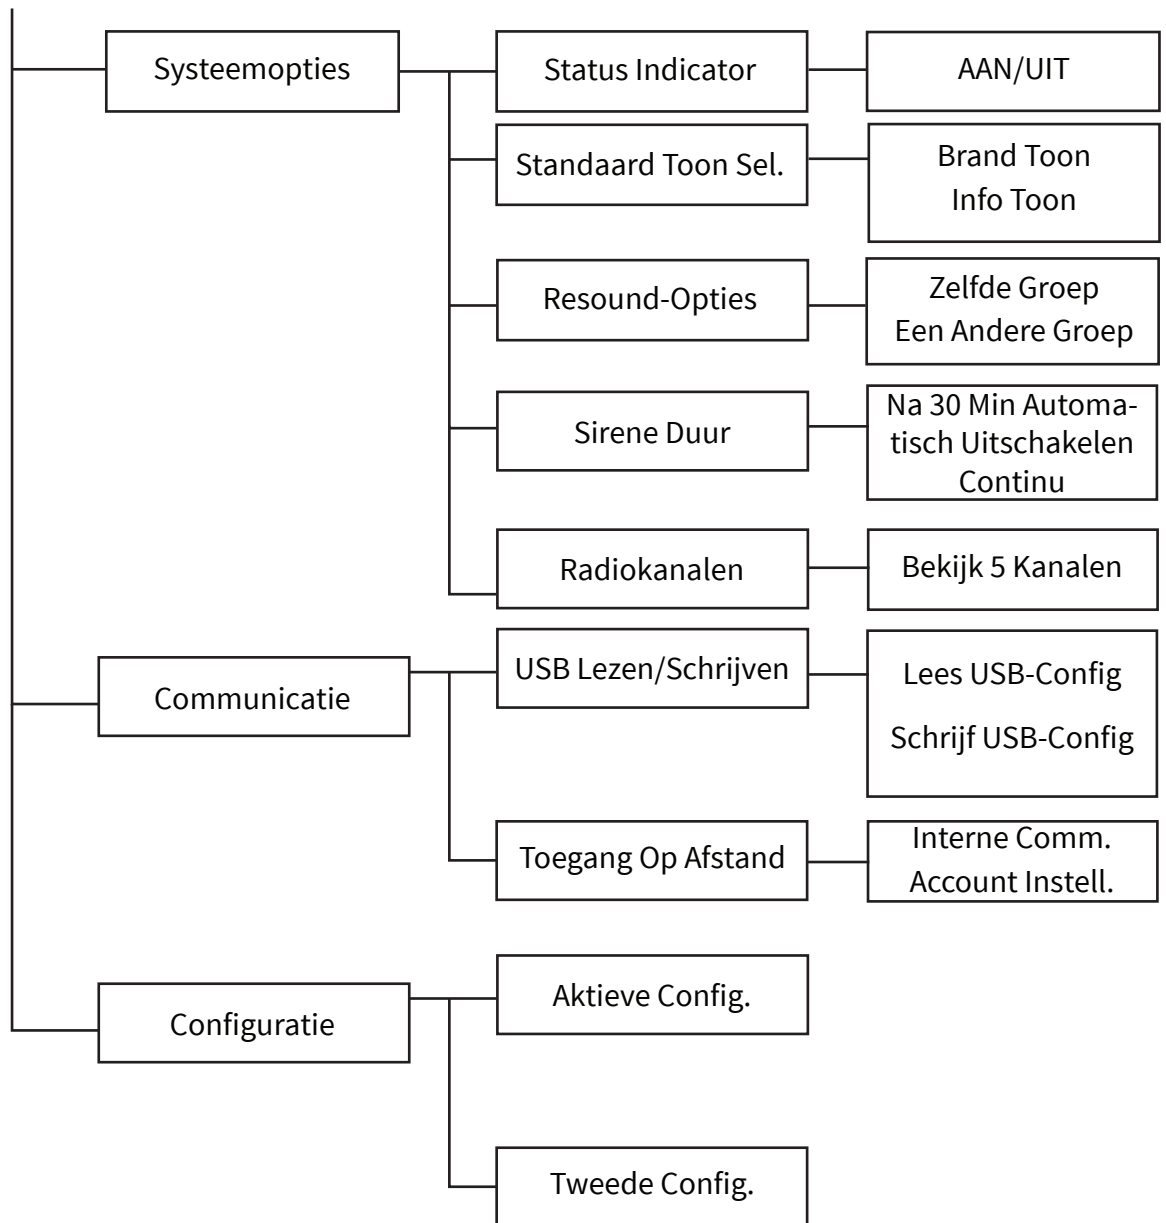 Systeemopties
Status Indicator
AAN/UIT
Standaard Toon Sel.
Brand Toon
Info Toon
Resound-Opties
Zelfde Groep
Een Andere Groep
Sirene Duur
Na 30 Min Automa-
tisch Uitschakelen
Continu
Radiokanalen
Bekijk 5 Kanalen
Communicatie
USB Lezen/Schrijven
Lees USB-Config
Schrijf USB-Config
Toegang Op Afstand
Interne Comm.
Account Instell.
Configuratie
Aktieve Config.
Tweede Config.